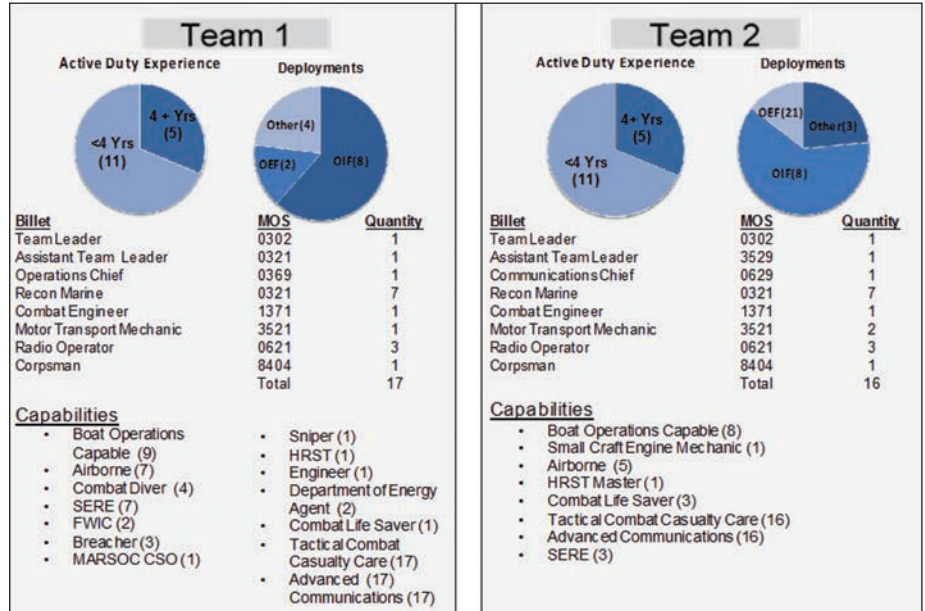 Team 1
Active Duty Experience
Deployments
4 + Yrs
(5)
<4 Yrs
(11)
Other(4)
OEF(2)
OIF(8)
Billet MOS Quantity
Team Leader 0302 1
Assistant Team Leader 0321 1
Operations Chief 0369 1
Recon Marine 0321 7
Combat Engineer 1371 1
Motor Transport Mechanic 3521 1
Radio Operator 0621 3
Corpsman 8404 1
Total 17
Capabilities
• Boat Operations
Capable (9)
• Airborne (7)
• Combat Diver (4)
• SERE (7)
• FWIC (2)
• Breacher (3)
• MARSOC CSO (1)
• Sniper (1)
• HRST (1)
• Engineer (1)
• Department of Energy
Agent (2)
• Combat Life Saver (1)
• Tactical Combat
Casualty Care (17)
• Advanced (17)
Communications (17)
Team 2
Active Duty Experience
Deployments
4+ Yrs
(5)
<4 Yrs
(11)
OEF(21)
Other(3)
OIF(8)
Billet MOS Quantity
Team Leader 0302 1
Assistant Team Leader 3529 1
Communications Chief 0629 1
Recon Marine 0321 7
Combat Engineer 1371 1
Motor Transport Mechanic 3521 2
Radio Operator 0621 3
Corpsman 8404 1
Total 16
Capabilities
• Boat Operations Capable (8)
• Small Craft Engine Mechanic (1)
• Airborne (5)
• HRST Master (1)
• Combat Life Saver (3)
• Tactical Combat Casualty Care (16)
• Advanced Communications (16)
• SERE (3)